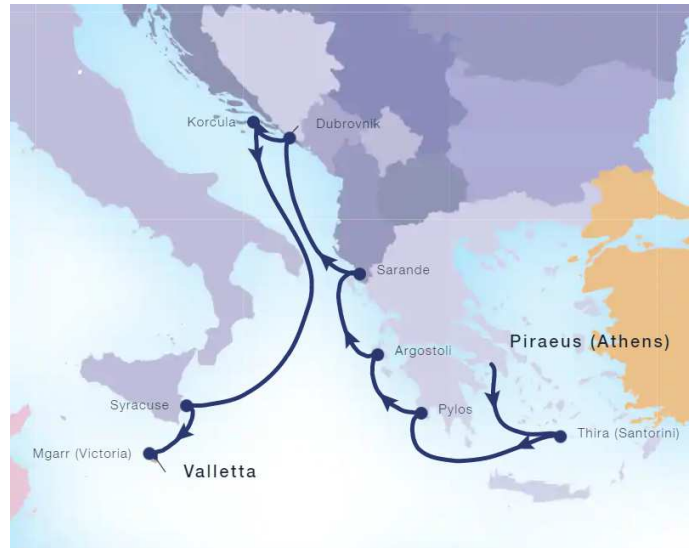 Korcula
Dubrovnik
Sarande
Piraeus (Athens)
Argostoli
Syracuse
Pylos
Thira (Santorini)
Mgarr (Victoria)
Valletta